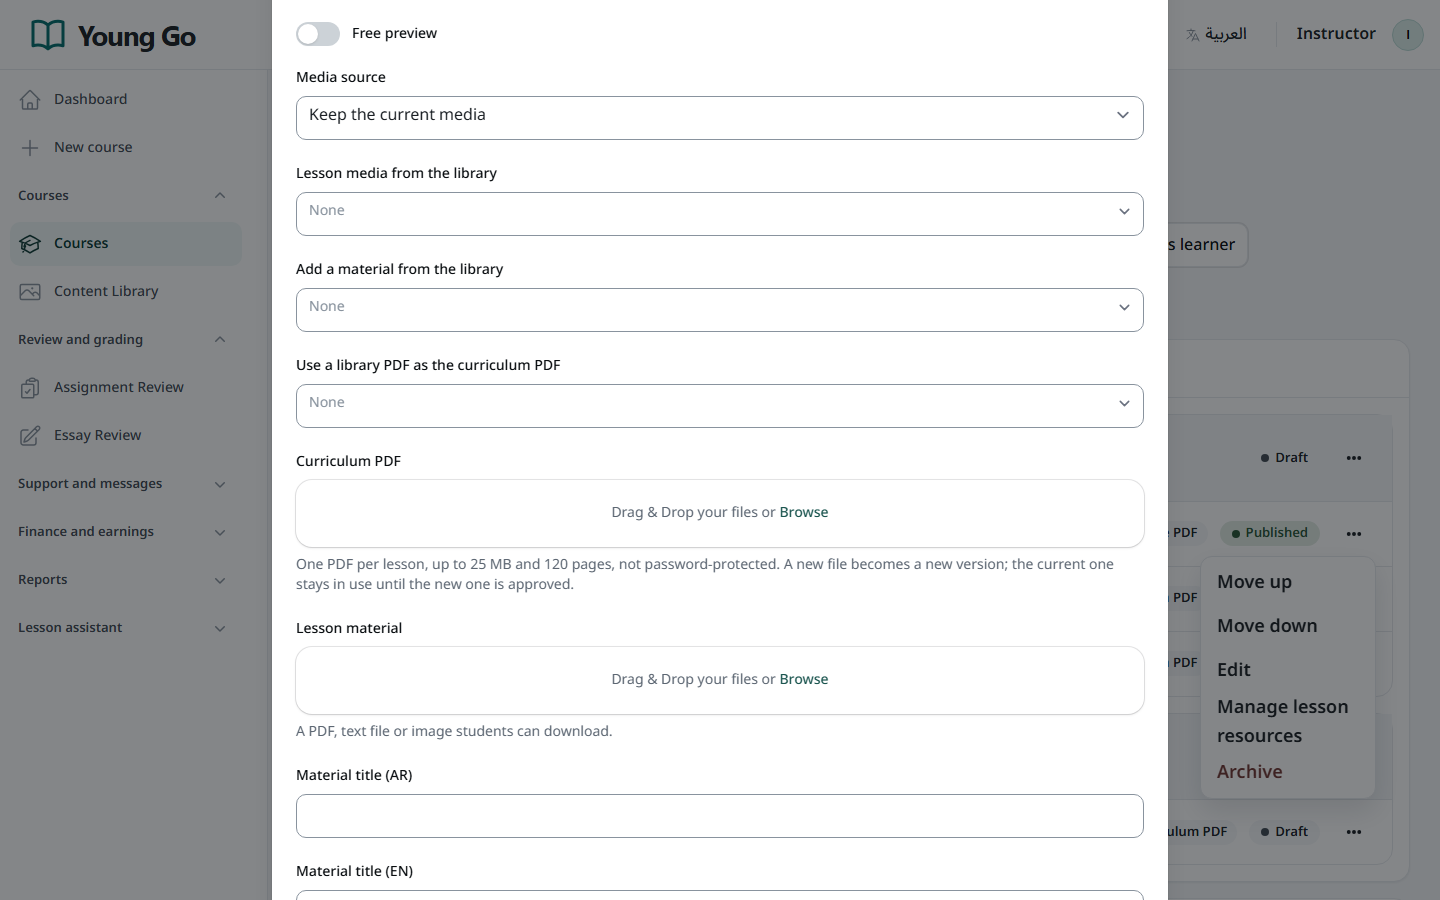 Young Go
العربية
Instructor
I
Dashboard
New course
Courses
Courses
Content Library
Review and grading
Assignment Review
Essay Review
Support and messages
Finance and earnings
Reports
Lesson assistant
Free preview
Media source
Keep the current media
Lesson media from the library
None
Add a material from the library
None
Use a library PDF as the curriculum PDF
None
Curriculum PDF
Drag & Drop your files or Browse
One PDF per lesson, up to 25 MB and 120 pages, not password-protected. A new file becomes a new version; the current one
stays in use until the new one is approved.
Lesson material
Drag & Drop your files or Browse
A PDF, text file or image students can download.
Material title (AR)
Material title (EN)
s learner
Draft
PDF
Published
PDF
PDF
Move up
Move down
Edit
Manage lesson
resources
Archive
ulum PDF
Draft